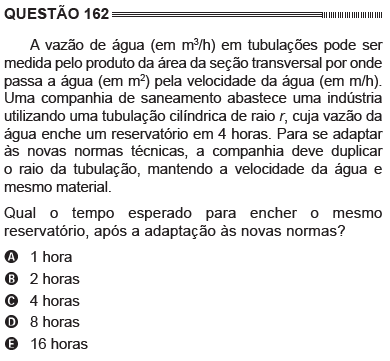 QUESTÃO 162
A vazão de água (em m³/h) em tubulações pode ser
medida pelo produto da área da seção transversal por onde
passa a água (em m²) pela velocidade da água (em m/h).
Uma companhia de saneamento abastece uma indústria
utilizando uma tubulação cilíndrica de raio r, cuja vazão da
água enche um reservatório em 4 horas. Para se adaptar
às novas normas técnicas, a companhia deve duplicar
o raio da tubulação, mantendo a velocidade da água e
mesmo material.
Qual o tempo esperado para encher o mesmo
reservatório, após a adaptação às novas normas?
A 1 hora
B 2 horas
C 4 horas
D 8 horas
E 16 horas